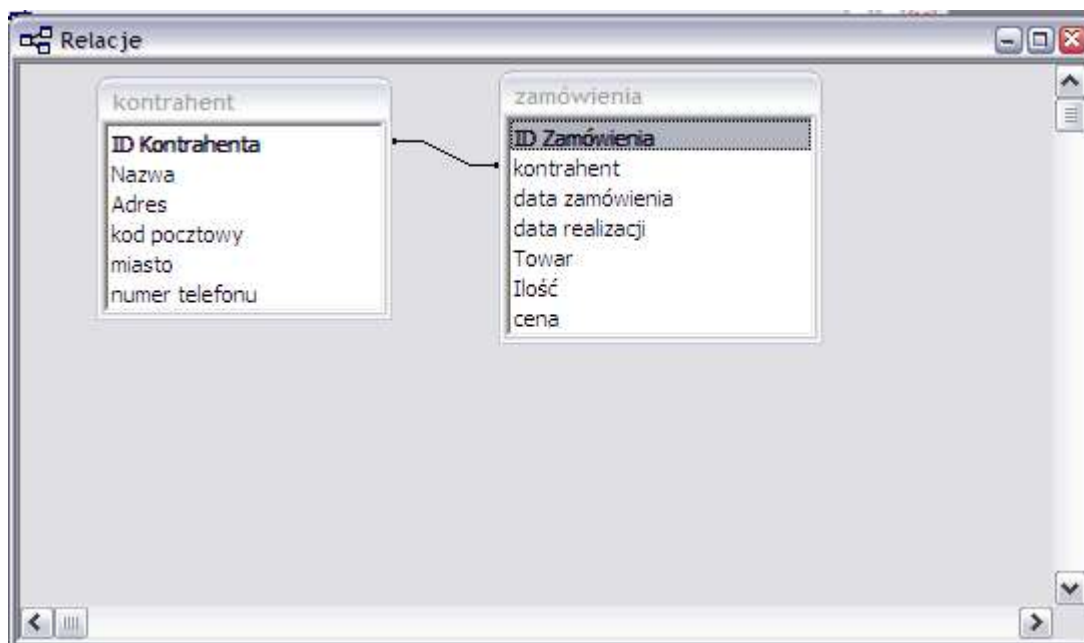 Relacje
kontrahent
ID Kontrahenta
Nazwa
Adres
kod pocztowy
miasto
numer telefonu
zamówienia
ID Zamówienia
kontrahent
data zamówienia
data realizacji
Towar
Ilość
cena